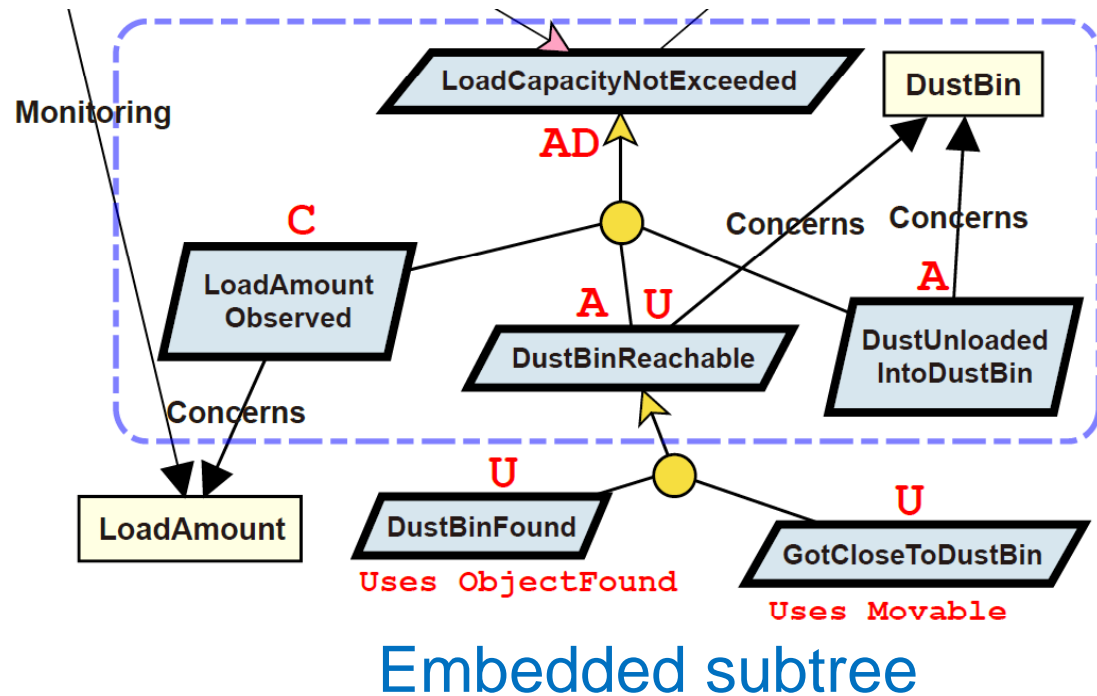 LoadCapacityNotExceeded
DustBin
Monitoring
AD
Concerns
Concerns
C
LoadAmount
Observed
A
U
A
DustBinReachable
DustUnloaded
IntoDustBin
Concerns
U
U
LoadAmount
DustBinFound
GotCloseToDustBin
Uses ObjectFound
Uses Movable
Embedded subtree